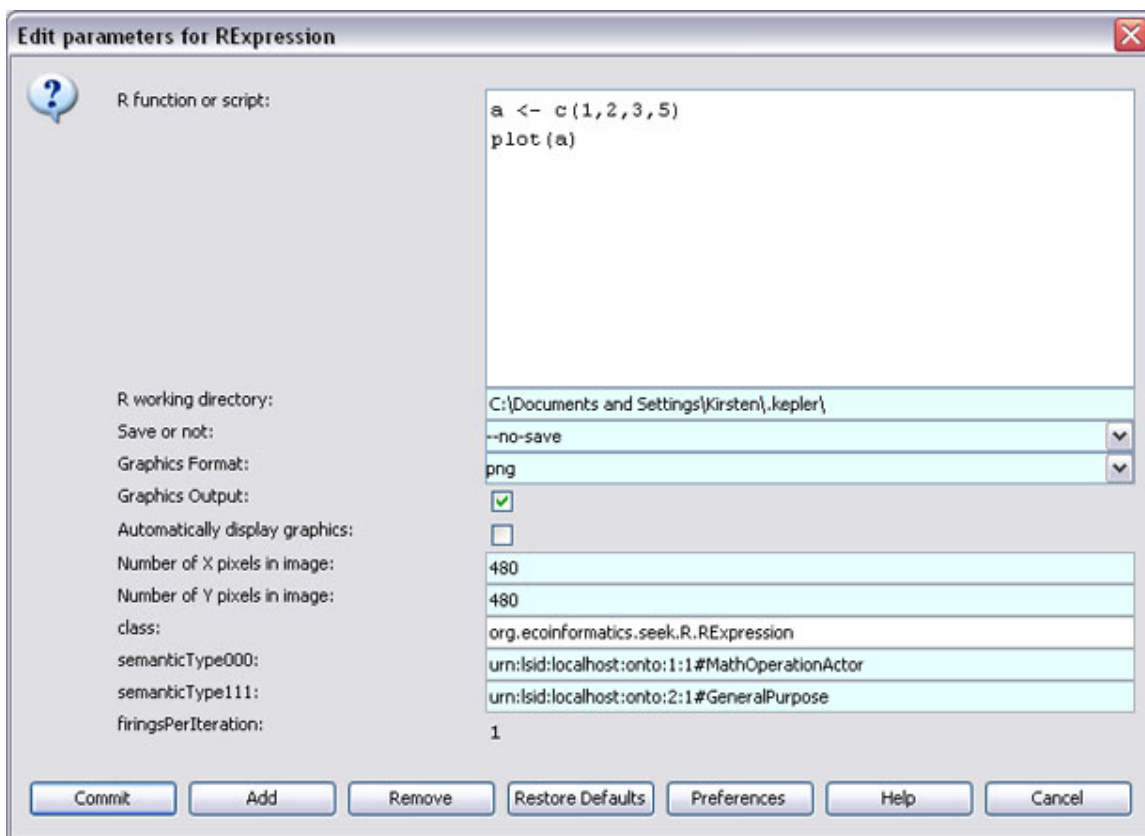 Edit parameters for RExpression
R function or script:
a <- c(1,2,3,5)
plot(a)
R working directory:
C:\Documents and Settings\Kirsten\.kepler\
Save or not:
--no-save
Graphics Format:
png
Graphics Output:
Automatically display graphics:
Number of X pixels in image:
480
Number of Y pixels in image:
480
class:
org.ecoinformatics.seek.R.RExpression
semanticType000:
urn:lsid:localhost:onto:1:1#MathOperationActor
semanticType111:
urn:lsid:localhost:onto:2:1#GeneralPurpose
firingsPerIteration:
1
Commit Add Remove Restore Defaults Preferences Help Cancel